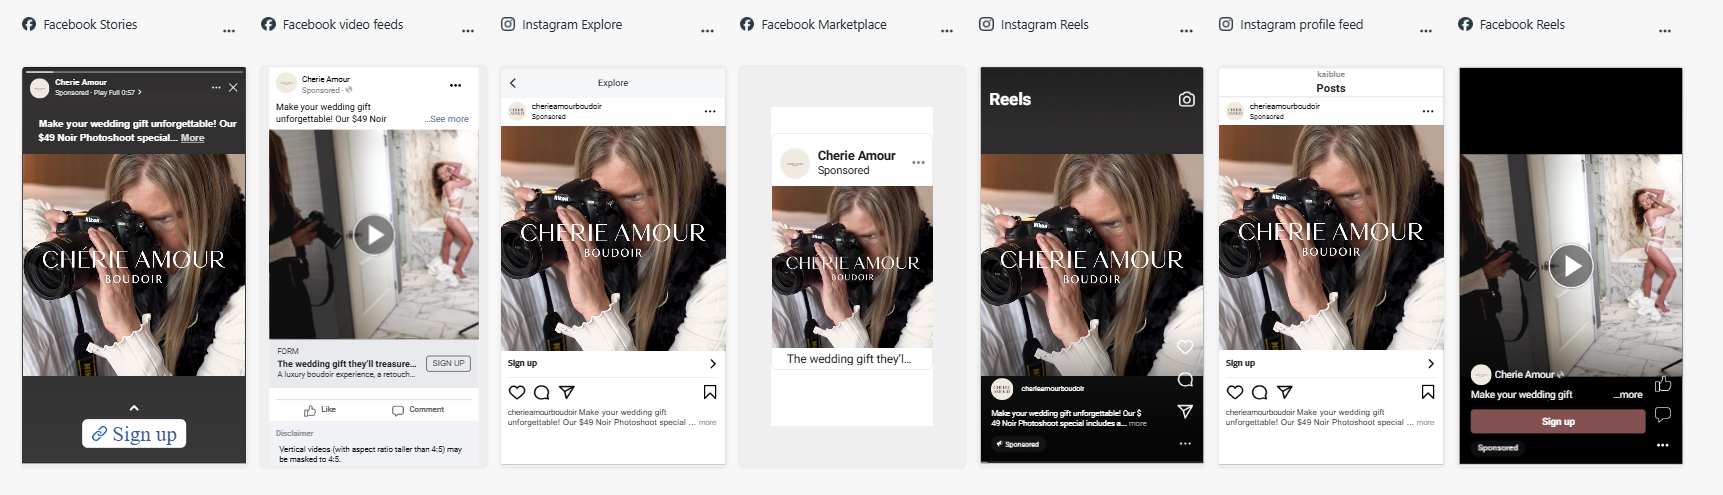 Facebook Stories
Cherie Amour
Sponsored · Play Full 0:57
Make your wedding gift unforgettable! Our
$49 Noir Photoshoot special... More
CHÉRIE AMOUR
BOUDOIR
Sign up
Facebook video feeds
Cherie Amour
Sponsored ·
Make your wedding gift
unforgettable! Our $49 Noir ...See more
FORM
The wedding gift they'll treasure...
A luxury boudoir experience, a retouch...
SIGN UP
Like Comment
Disclaimer
Vertical videos (with aspect ratio taller than 4:5) may
be masked to 4:5.
Instagram Explore
Explore
cherieamourboudoir
Sponsored
Nikon
CHÉRIE AMOUR
BOUDOIR
Sign up
cherieamourboudoir Make your wedding gift
unforgettable! Our $49 Noir Photoshoot special ... more
Facebook Marketplace
Cherie Amour
Sponsored
CHÉRIE AMOUR
BOUDOIR
The wedding gift they'l...
Instagram Reels
Reels
Nikon
CHÉRIE AMOUR
BOUDOIR
cherieamourboudoir
Make your wedding gift unforgettable! Our $
49 Noir Photoshoot special includes a... more
Sponsored
Instagram profile feed
kaiblue
Posts
cherieamourboudoir
Sponsored
Nikon
CHÉRIE AMOUR
BOUDOIR
Sign up
cherieamourboudoir Make your wedding gift
unforgettable! Our $49 Noir Photoshoot special ... more
Facebook Reels
Cherie Amour
Make your wedding gift ...more
Sign up
Sponsored